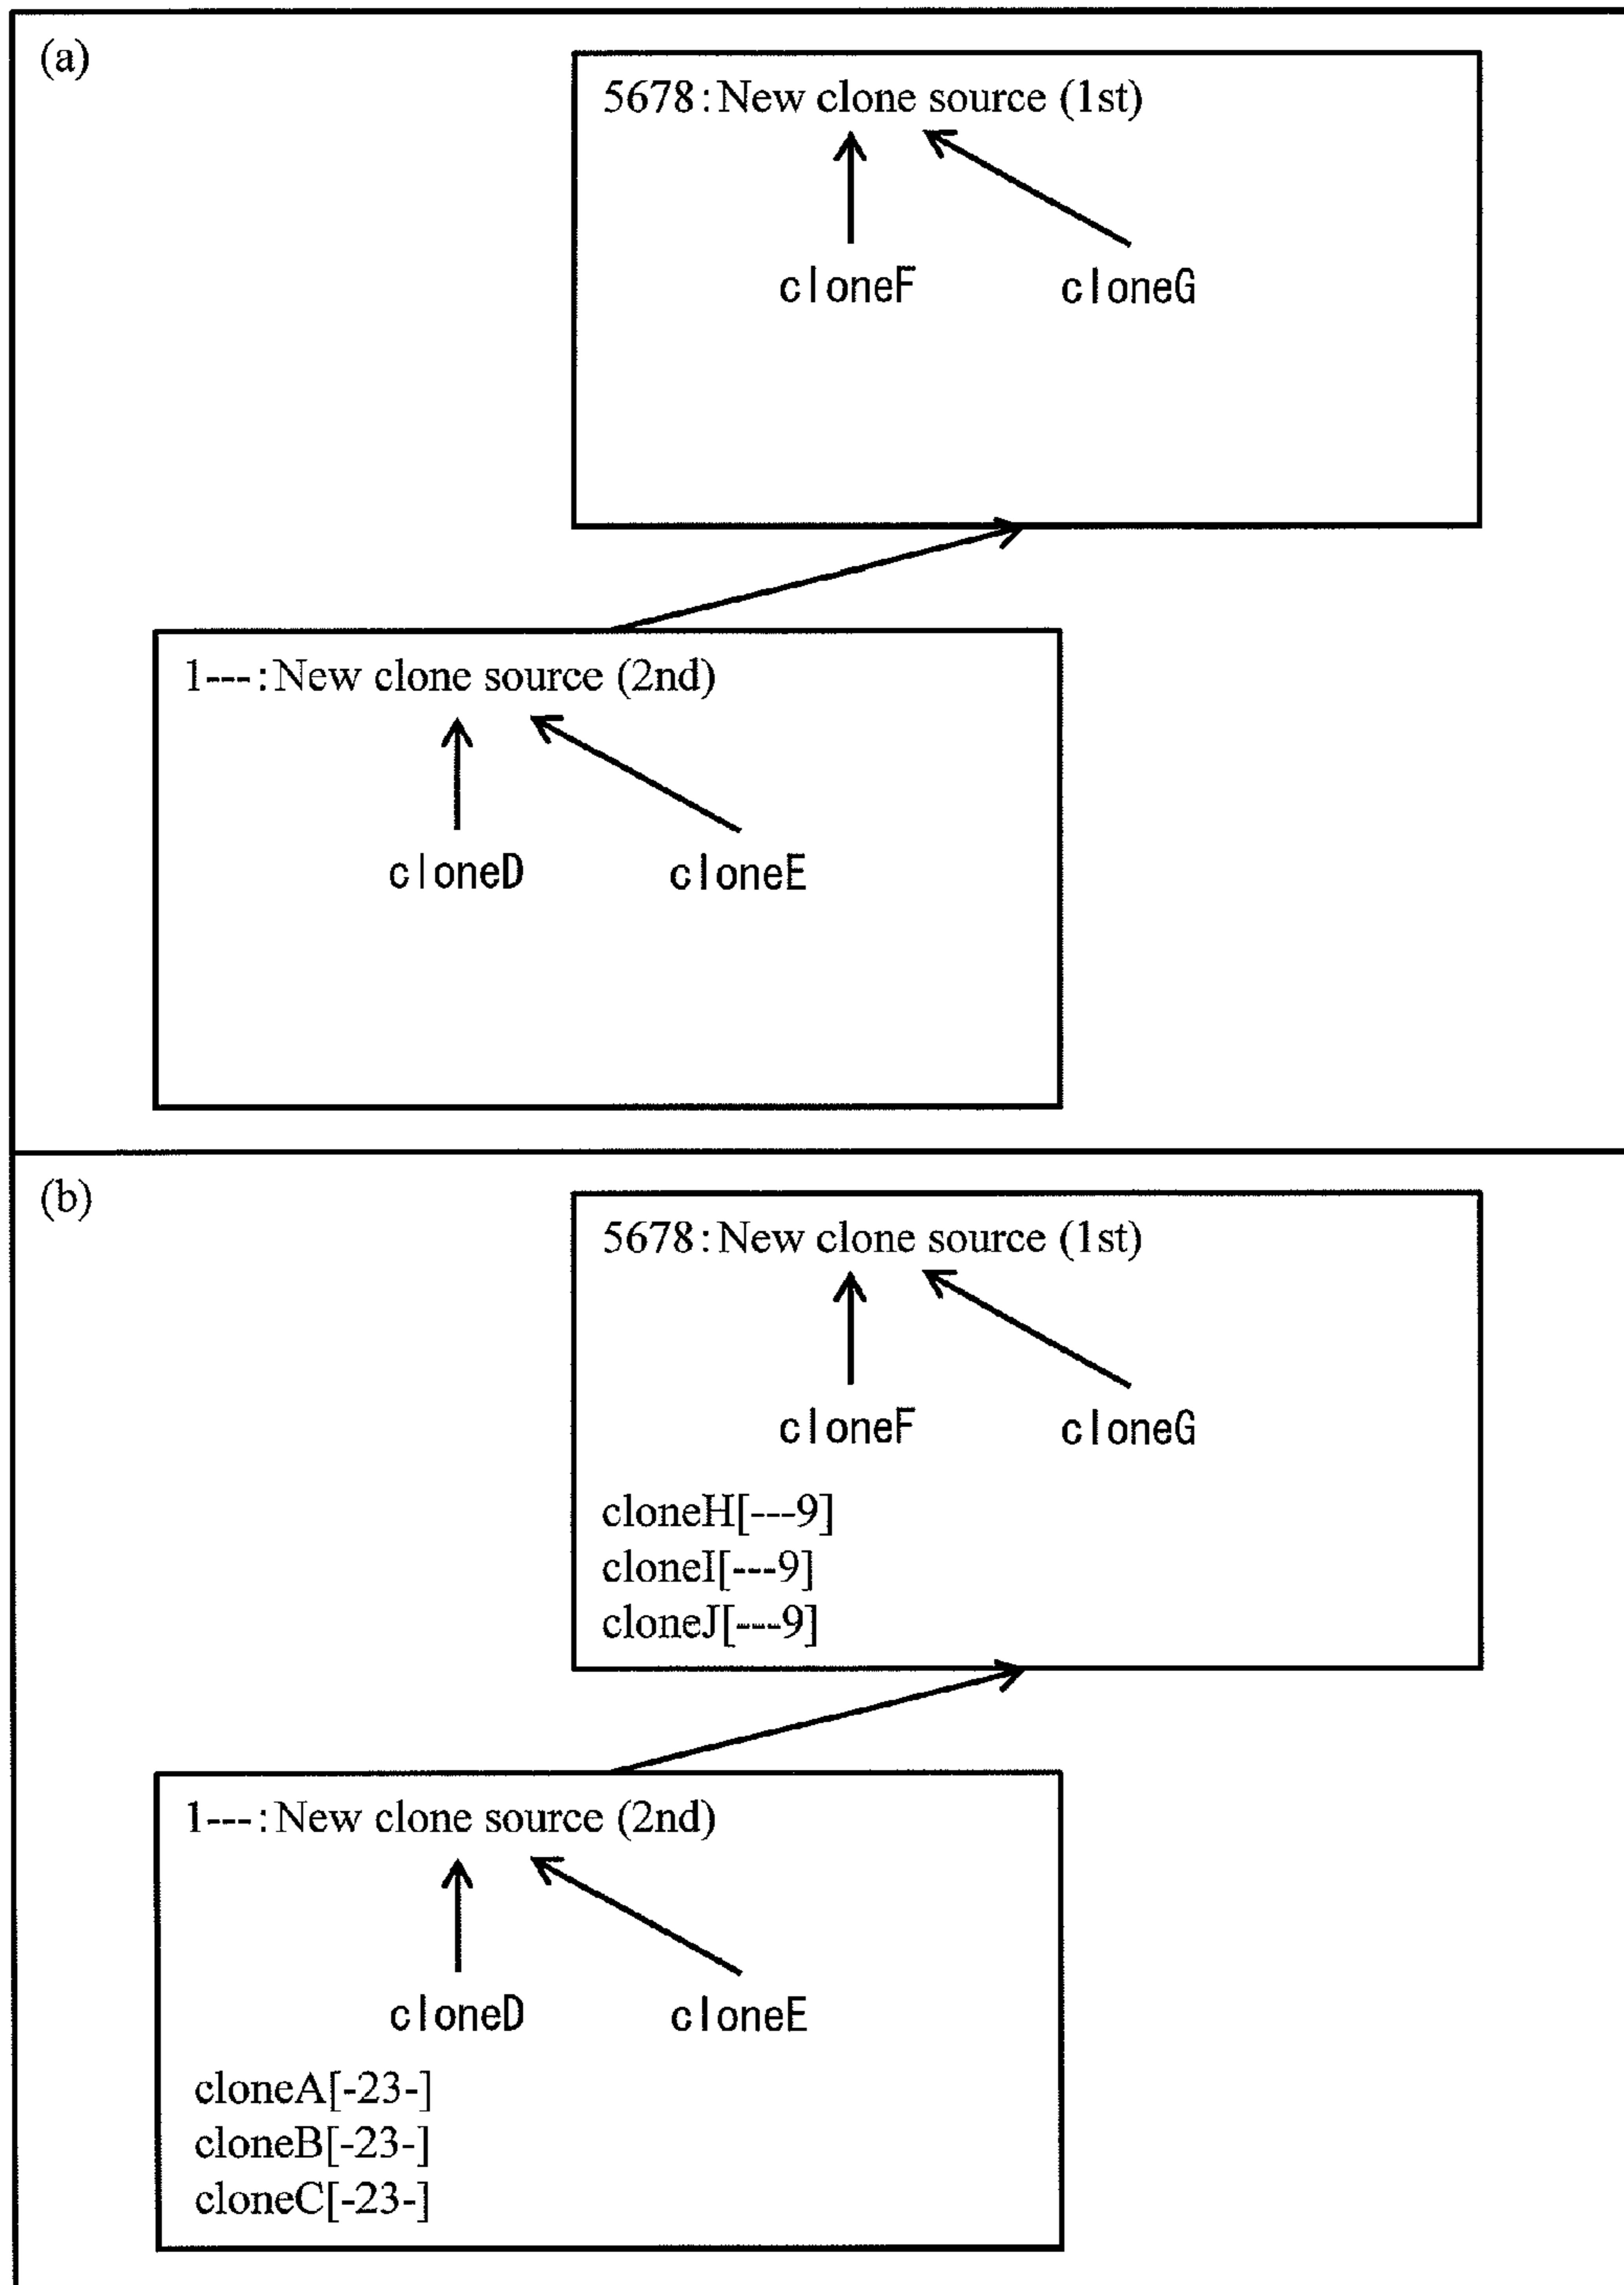 (a)
5678:New clone source (1st)
cloneF cloneG
1---:New clone source (2nd)
cloneD cloneE
(b)
5678:New clone source (1st)
cloneF cloneG
cloneH[---9]
cloneI[---9]
cloneJ[---9]
1---:New clone source (2nd)
cloneD cloneE
cloneA[-23-]
cloneB[-23-]
cloneC[-23-]